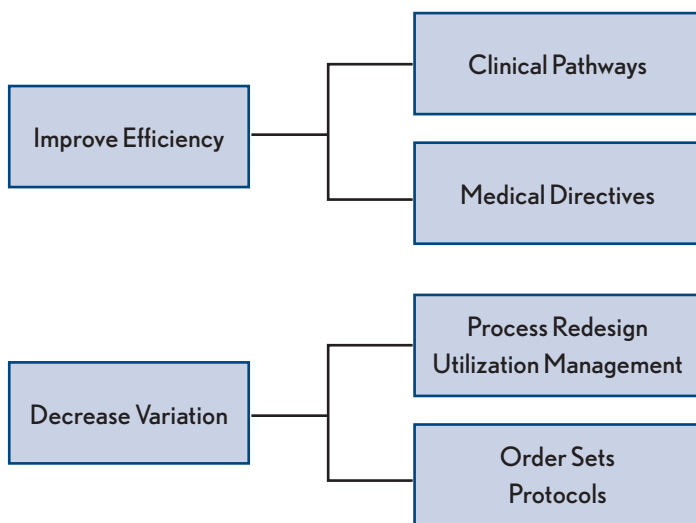 Improve Efficiency
Clinical Pathways
Medical Directives
Decrease Variation
Process Redesign
Utilization Management
Order Sets
Protocols